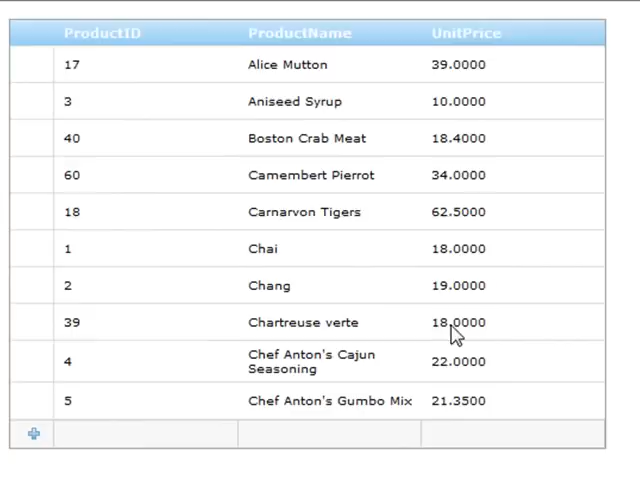 ProductID ProductName UnitPrice
17 Alice Mutton 39.0000
3 Aniseed Syrup 10.0000
40 Boston Crab Meat 18.4000
60 Camembert Pierrot 34.0000
18 Carnarvon Tigers 62.5000
1 Chai 18.0000
2 Chang 19.0000
39 Chartreuse verte 18.0000
4 Chef Anton's Cajun Seasoning 22.0000
5 Chef Anton's Gumbo Mix 21.3500